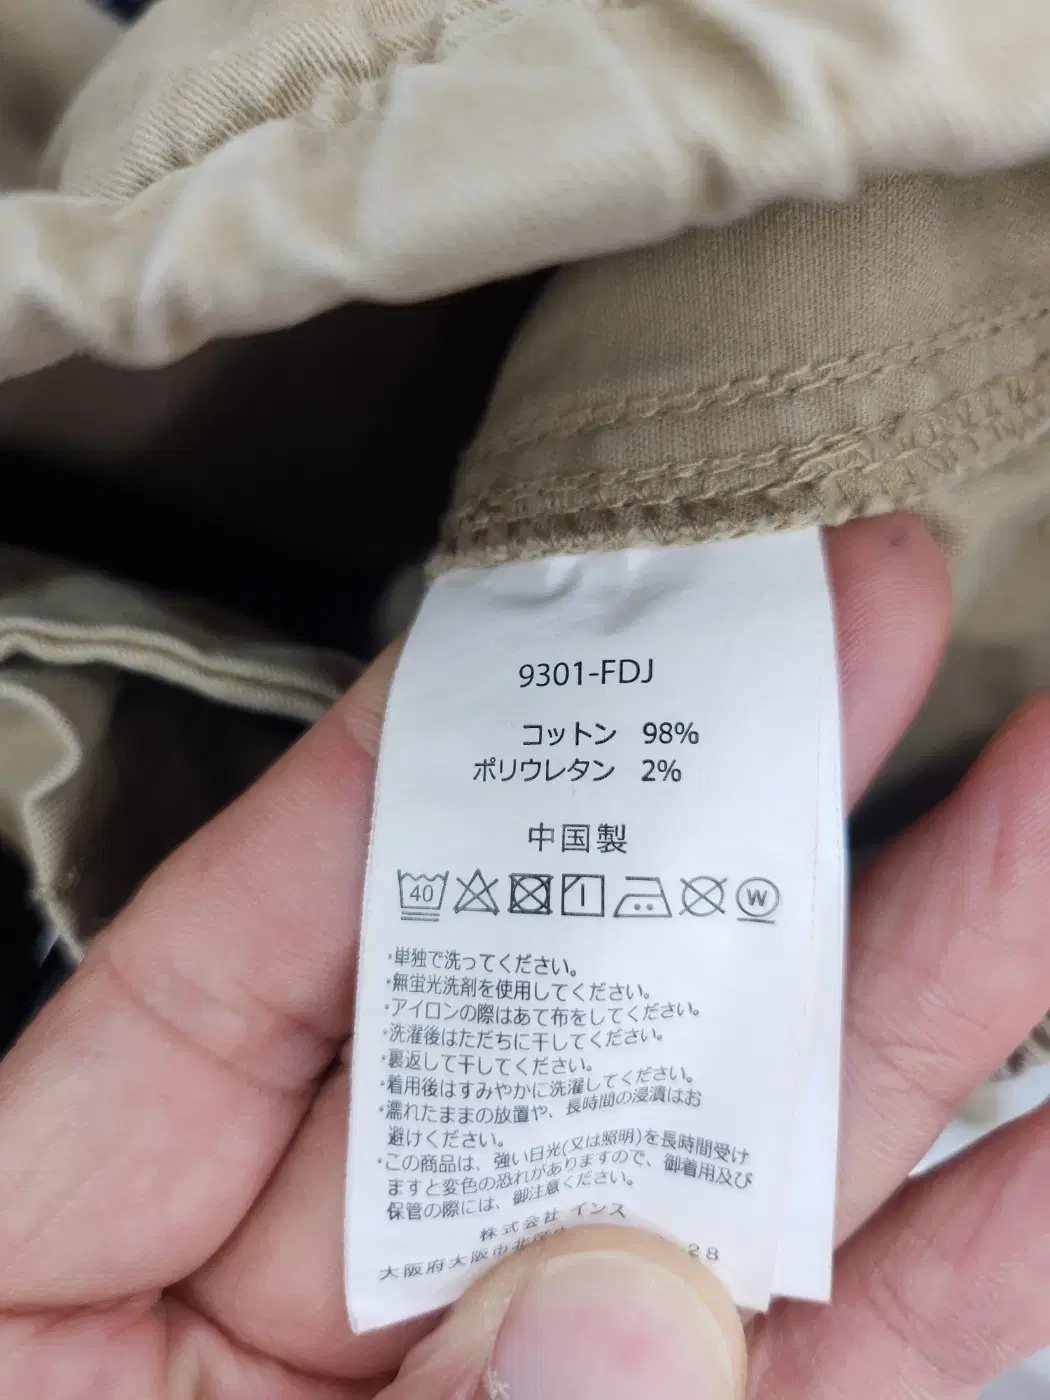 9301-FDJ
コットン 98%
ポリウレタン 2%
中国製
40
W
・単独で洗ってください。
・無蛍光洗剤を使用してください。
・アイロンの際はあて布をしてください。
・洗濯後はただちに干してください。
・裏返して干してください。
・着用後はすみやかに洗濯してください。
・濡れたままの放置や、長時間の浸漬はお
避けください。
・この商品は、強い日光(又は照明)を長時間受け
ますと変色の恐れがありますので、御着用及び
保管の際には、御注意ください。
株式会社 インス
大阪府大阪市北区 28